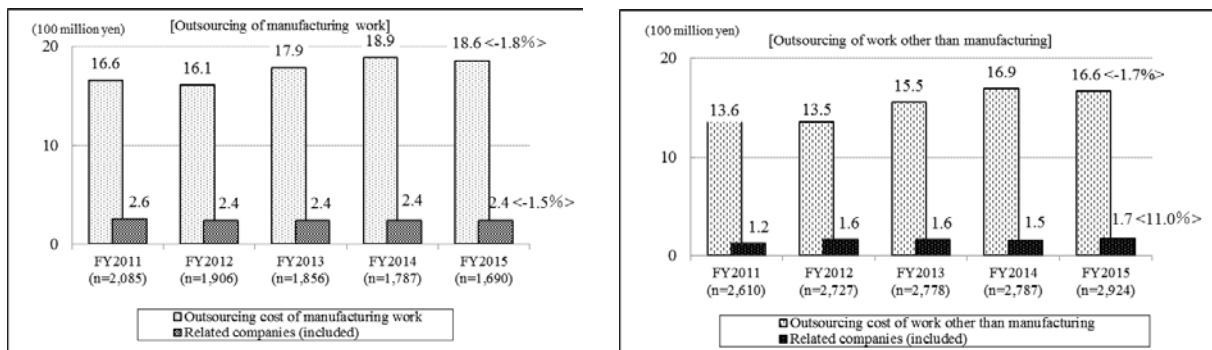 (100 million yen)
[Outsourcing of manufacturing work]
20
10
0
16.6
16.1
17.9
18.9
18.6 <-1.8%>
2.6
2.4
2.4
2.4
2.4 <-1.5%>
FY2011
(n=2,085)
FY2012
(n=1,906)
FY2013
(n=1,856)
FY2014
(n=1,787)
FY2015
(n=1,690)
Outsourcing cost of manufacturing work
Related companies (included)
(100 million yen)
[Outsourcing of work other than manufacturing]
20
10
0
13.6
13.5
15.5
16.9
16.6 <-1.7%>
1.2
1.6
1.6
1.5
1.7 <11.0%>
FY2011
(n=2,610)
FY2012
(n=2,727)
FY2013
(n=2,778)
FY2014
(n=2,787)
FY2015
(n=2,924)
Outsourcing cost of work other than manufacturing
Related companies (included)